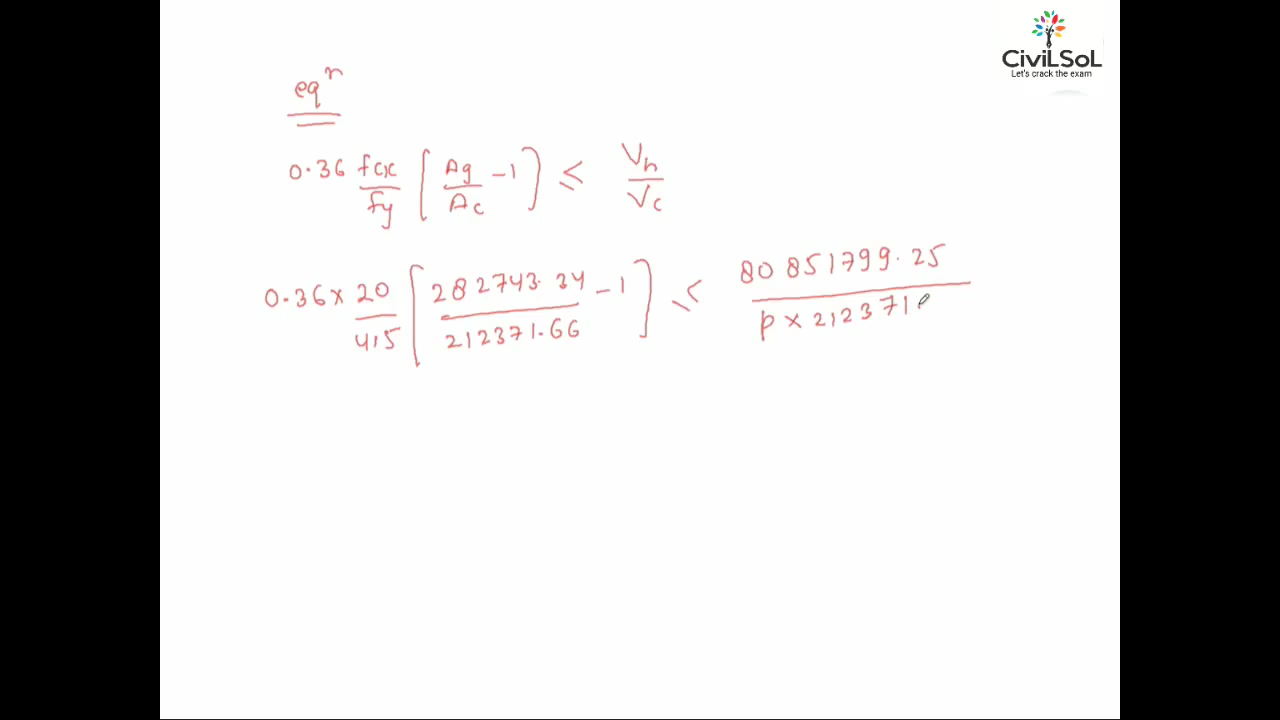 CiviLSoL
Let's crack the exam
eqⁿ
0.36 fck/fy [Ag/Ac - 1] ≤ Vh/Vc
0.36 × 20/415 [282743.34/212371.66 - 1] ≤ 80851799.25/P × 212371